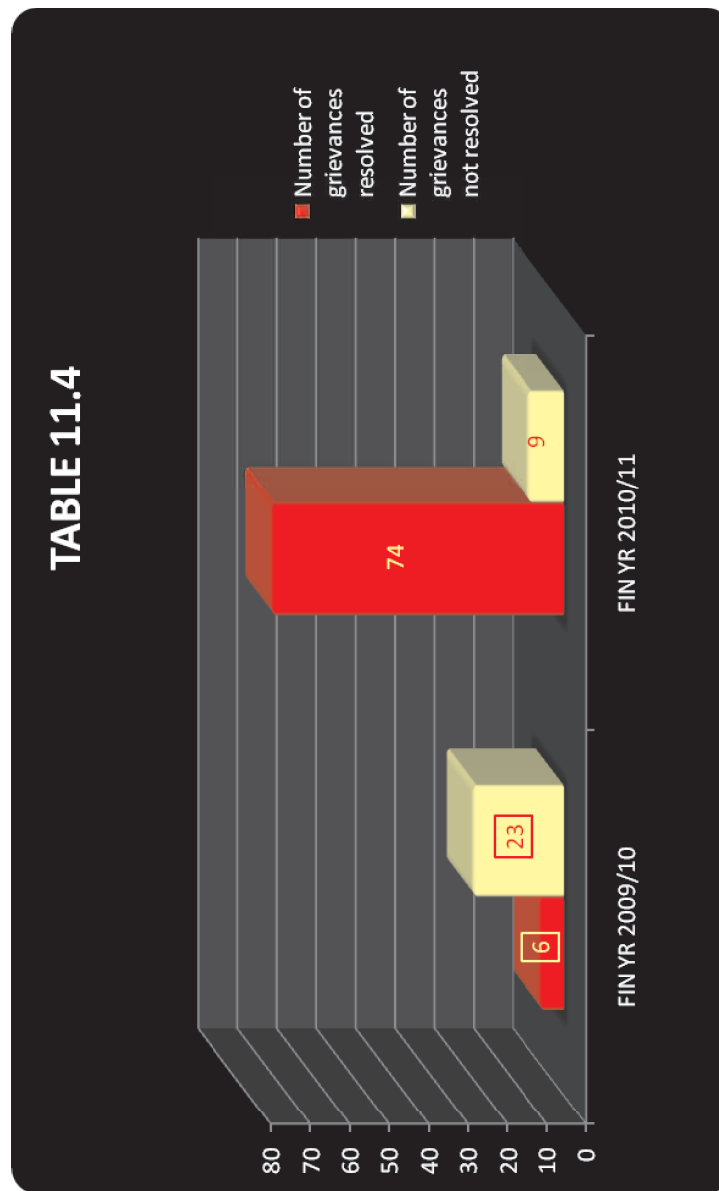 TABLE 11.4
80
70
60
50
40
30
20
10
0
6
23
74
9
FIN YR 2009/10
FIN YR 2010/11
Number of
grievances
resolved
Number of
grievances
not resolved